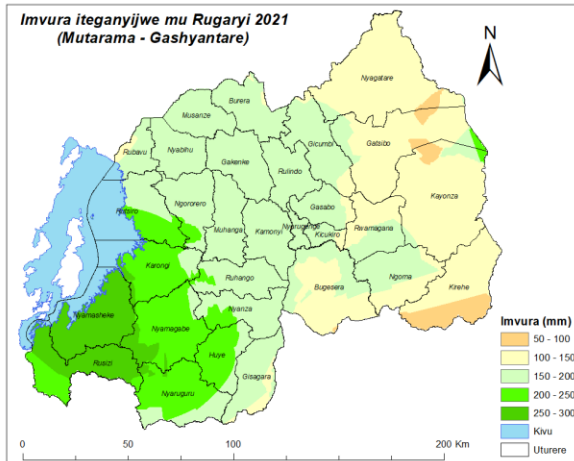 Imvura iteganyijwe mu Rugaryi 2021
(Mutarama - Gashyantare)
N
Nyagatare
Burera
Musanze
Gicumbi
Gatsibo
Rubavu
Nyabihu
Gakenke
Rulindo
Kayonza
Rutsiro
Ngororero
Gasabo
Muhanga
Kamonyi
Nyarugenge
Kicukiro
Rwamagana
Karongi
Ruhango
Bugesera
Ngoma
Kirehe
Nyamasheke
Nyanza
Nyamagabe
Huye
Rusizi
Gisagara
Nyaruguru
Imvura (mm)
50 - 100
100 - 150
150 - 200
200 - 250
250 - 300
Kivu
Uturere
0 50 100 200 Km